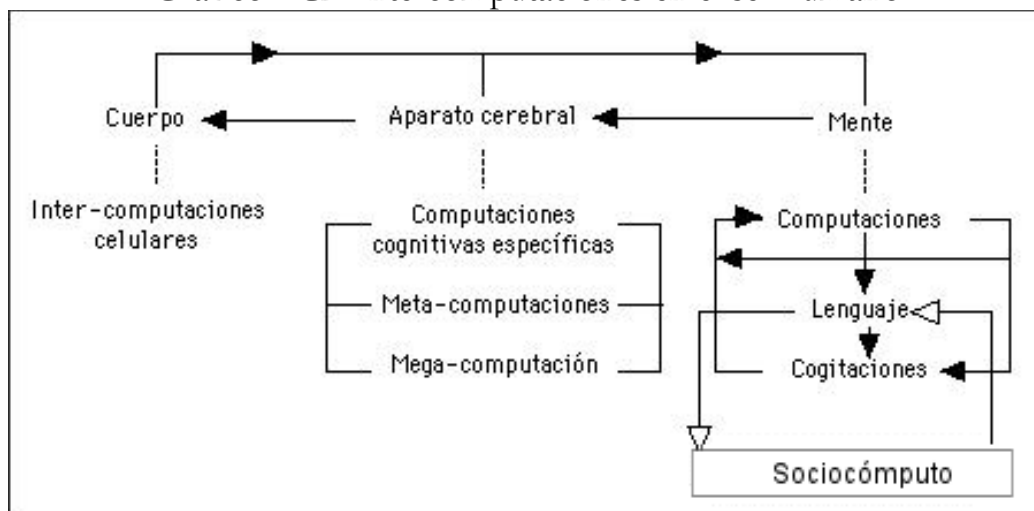 Cuerpo
Aparato cerebral
Mente
Inter-computaciones
celulares
Computaciones
cognitivas específicas
Meta-computaciones
Mega-computación
Computaciones
Lenguaje
Cogitaciones
Sociocómputo